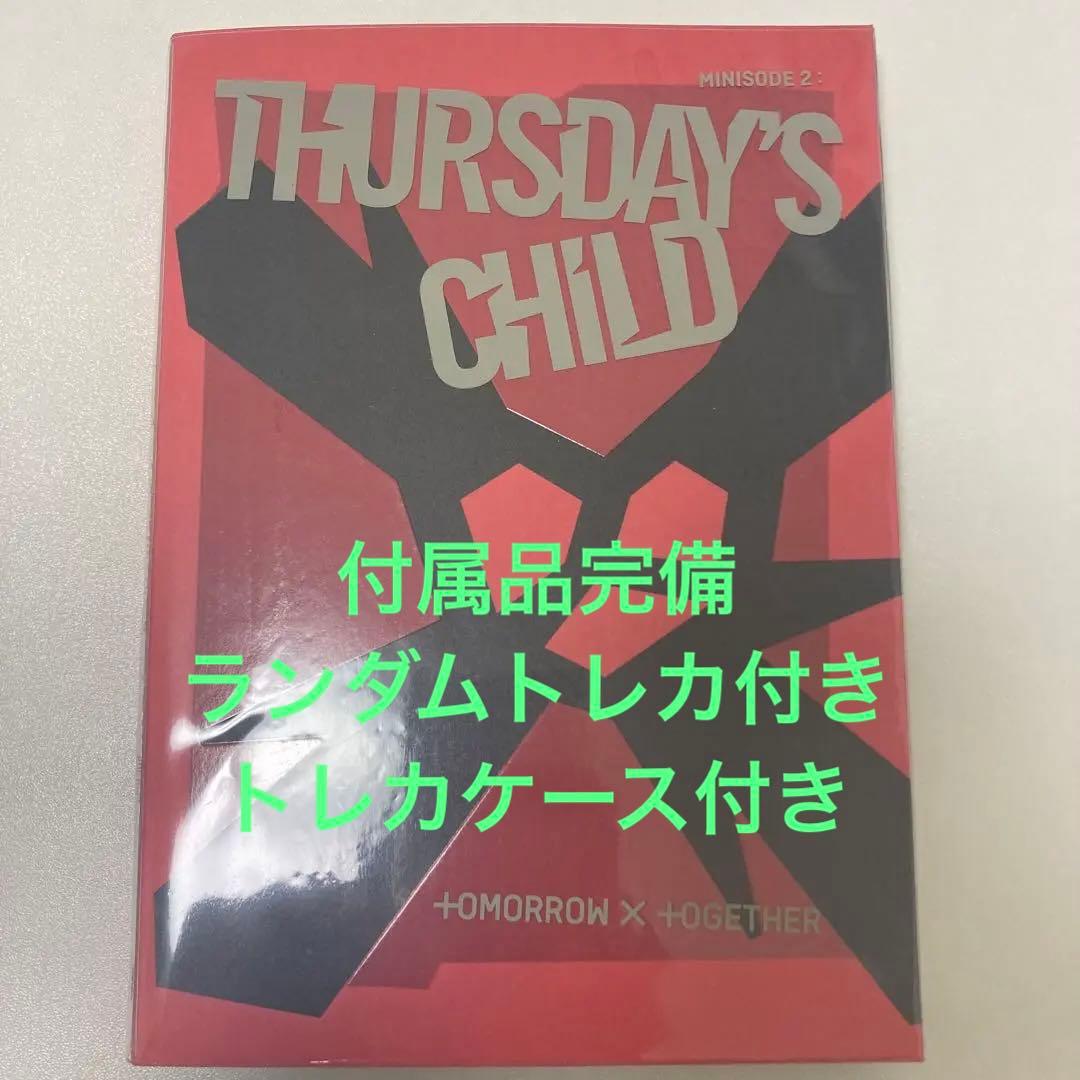 MINISODE 2 :
THURSDAY'S
CHiLD
付属品完備
ランダムトレカ付き
トレカケース付き
TOMORROW X TOGETHER